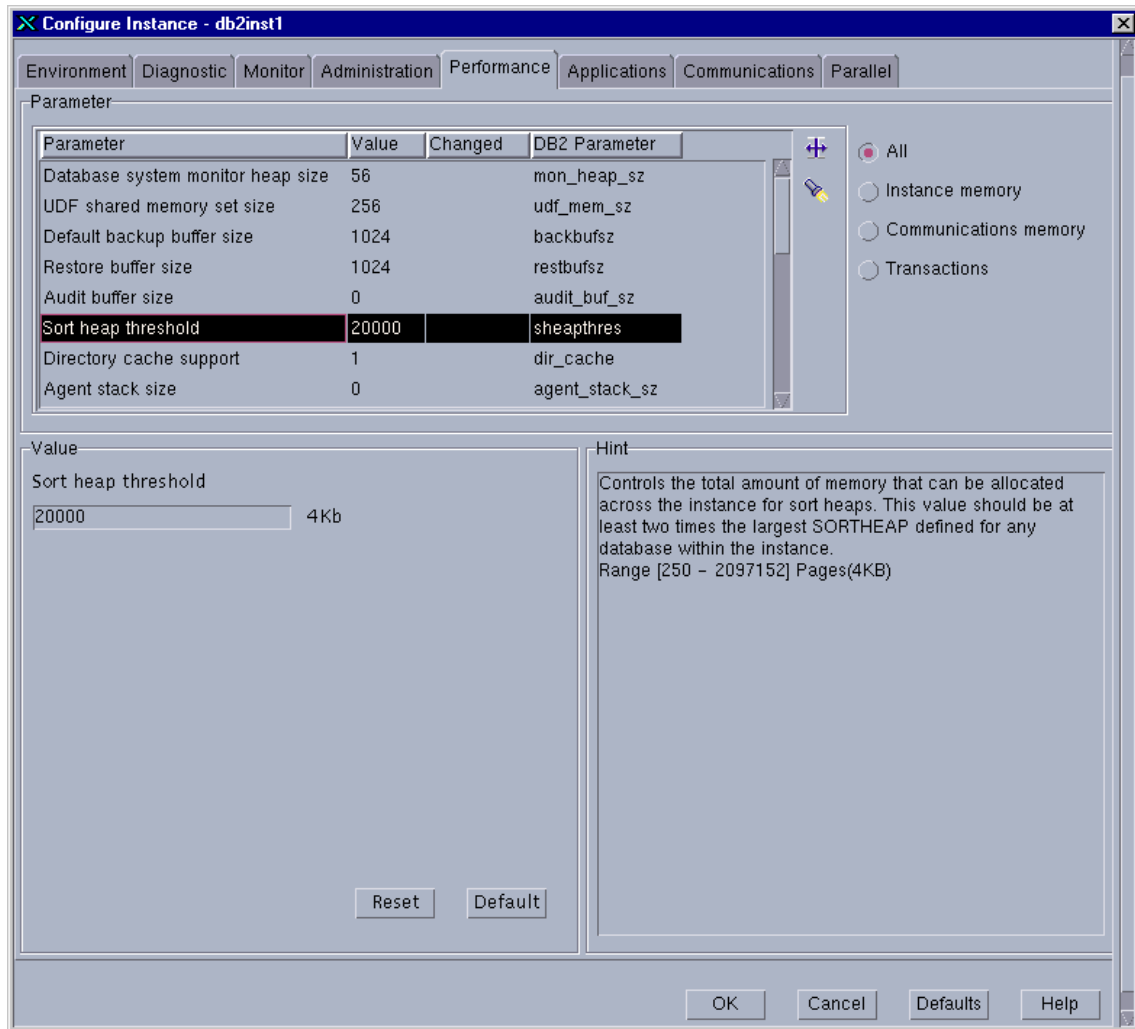 Configure Instance - db2inst1
Environment Diagnostic Monitor Administration Performance Applications Communications Parallel
Parameter
Parameter Value Changed DB2 Parameter
Database system monitor heap size 56 mon_heap_sz
UDF shared memory set size 256 udf_mem_sz
Default backup buffer size 1024 backbufsz
Restore buffer size 1024 restbufsz
Audit buffer size 0 audit_buf_sz
Sort heap threshold 20000 sheapthres
Directory cache support 1 dir_cache
Agent stack size 0 agent_stack_sz
All
Instance memory
Communications memory
Transactions
Value
Sort heap threshold
20000 4Kb
Reset Default
Hint
Controls the total amount of memory that can be allocated
across the instance for sort heaps. This value should be at
least two times the largest SORTHEAP defined for any
database within the instance.
Range [250 – 2097152] Pages(4KB)
OK Cancel Defaults Help